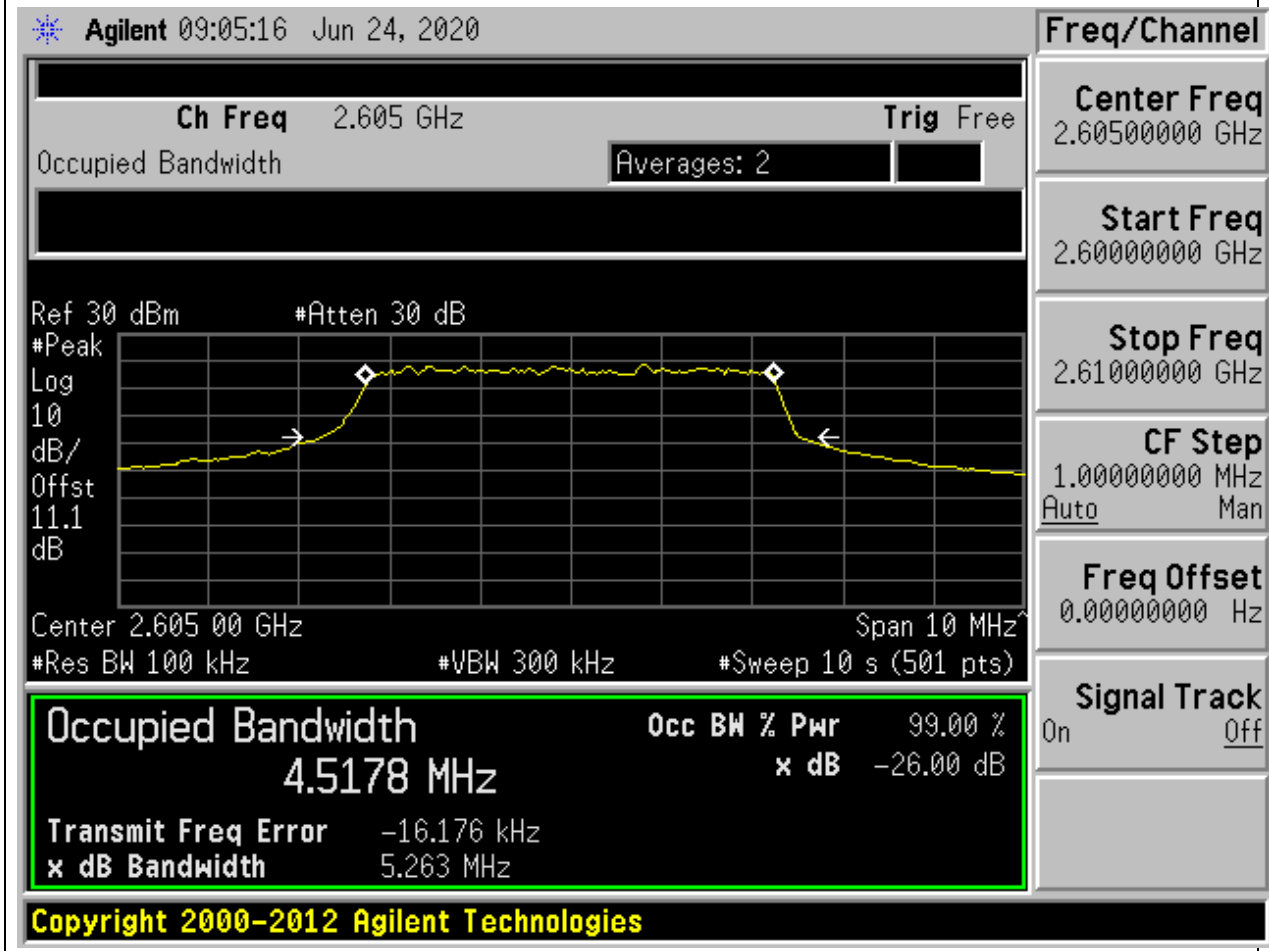 Agilent 09:05:16 Jun 24, 2020
Ch Freq 2.605 GHz Trig Free
Occupied Bandwidth Averages: 2
Ref 30 dBm #Atten 30 dB
#Peak
Log
10
dB/
Offst
11.1
dB
Center 2.605 00 GHz Span 10 MHz^
#Res BW 100 kHz #VBW 300 kHz #Sweep 10 s (501 pts)
Occupied Bandwidth Occ BW % Pwr 99.00 %
4.5178 MHz x dB -26.00 dB
Transmit Freq Error -16.176 kHz
x dB Bandwidth 5.263 MHz
Copyright 2000-2012 Agilent Technologies
Freq/Channel
Center Freq
2.60500000 GHz
Start Freq
2.60000000 GHz
Stop Freq
2.61000000 GHz
CF Step
1.00000000 MHz
Auto Man
Freq Offset
0.00000000 Hz
Signal Track
On Off